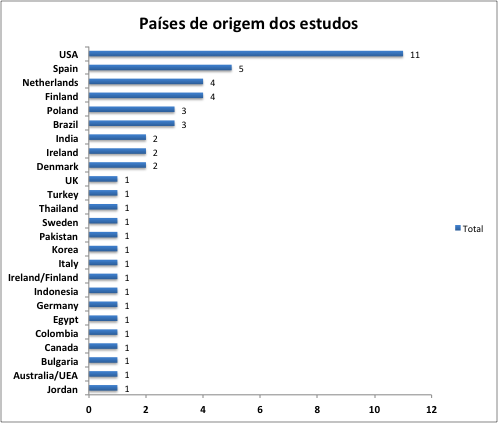 Países de origem dos estudos
USA 11
Spain 5
Netherlands 4
Finland 4
Poland 3
Brazil 3
India 2
Ireland 2
Denmark 2
UK 1
Turkey 1
Thailand 1
Sweden 1
Pakistan 1
Korea 1
Italy 1
Ireland/Finland 1
Indonesia 1
Germany 1
Egypt 1
Colombia 1
Canada 1
Bulgaria 1
Australia/UEA 1
Jordan 1
Total
0 2 4 6 8 10 12